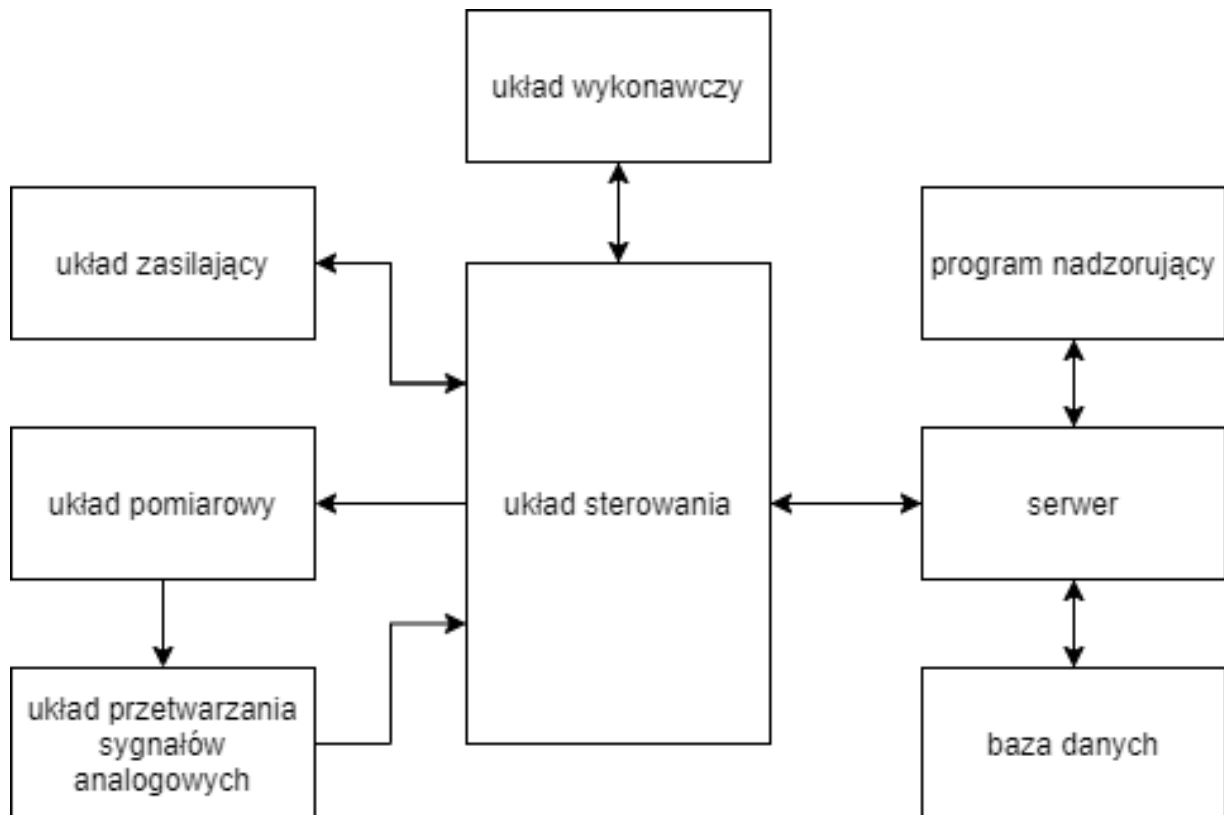 układ wykonawczy
układ zasilający
program nadzorujący
układ pomiarowy
układ sterowania
serwer
układ przetwarzania
sygnałów
analogowych
baza danych